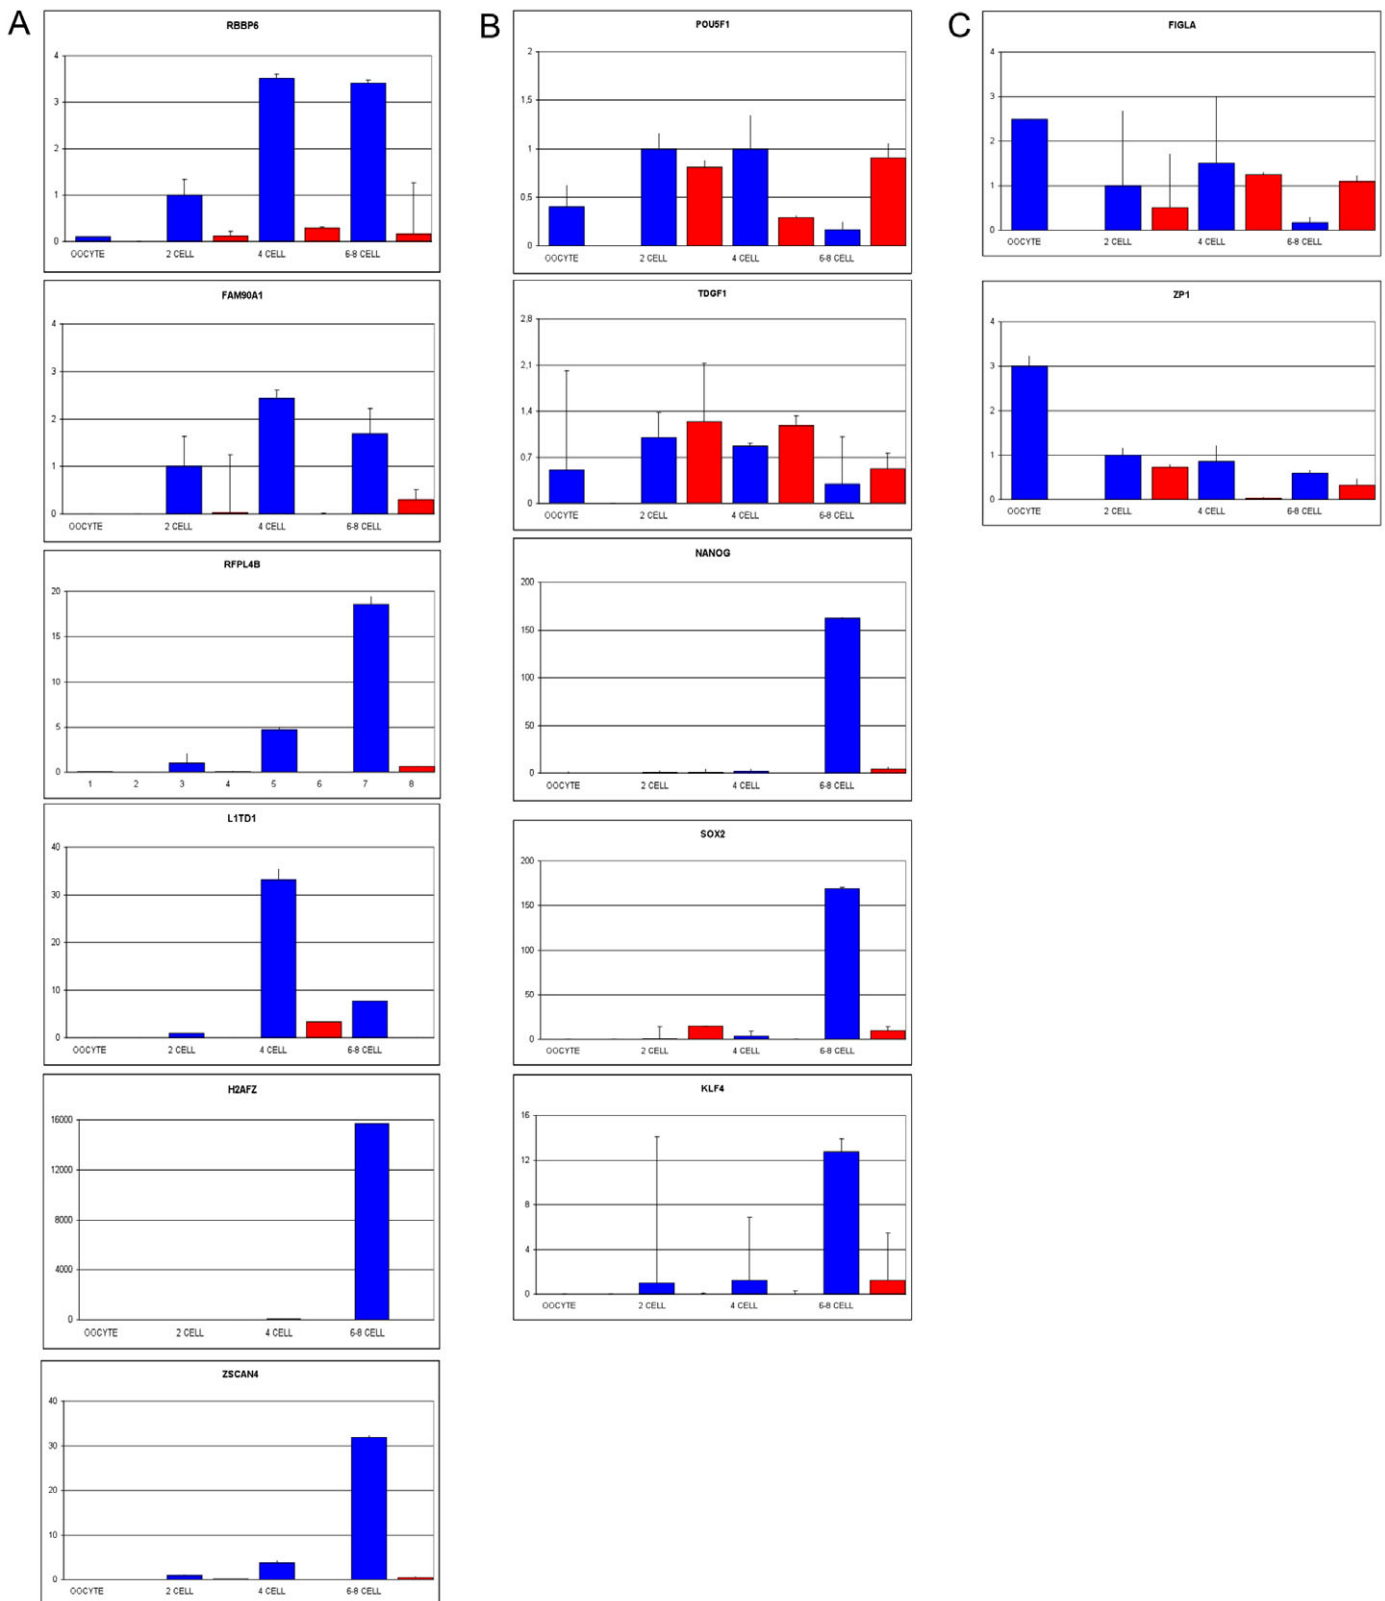 A
RBBP6
4
3
2
1
0
OOCYTE 2 CELL 4 CELL 6-8 CELL
FAM90A1
4
3
2
1
0
OOCYTE 2 CELL 4 CELL 6-8 CELL
RFPL4B
20
15
10
5
0
1 2 3 4 5 6 7 8
L1TD1
40
30
20
10
0
OOCYTE 2 CELL 4 CELL 6-8 CELL
H2AFZ
16000
12000
8000
4000
0
OOCYTE 2 CELL 4 CELL 6-8 CELL
ZSCAN4
40
30
20
10
0
OOCYTE 2 CELL 4 CELL 6-8 CELL
B
POU5F1
2
1,5
1
0,5
0
OOCYTE 2 CELL 4 CELL 6-8 CELL
TDGF1
2,8
2,1
1,4
0,7
0
OOCYTE 2 CELL 4 CELL 6-8 CELL
NANOG
200
150
100
50
0
OOCYTE 2 CELL 4 CELL 6-8 CELL
SOX2
200
150
100
50
0
OOCYTE 2 CELL 4 CELL 6-8 CELL
KLF4
16
12
8
4
0
OOCYTE 2 CELL 4 CELL 6-8 CELL
C
FIGLA
4
3
2
1
0
OOCYTE 2 CELL 4 CELL 6-8 CELL
ZP1
4
3
2
1
0
OOCYTE 2 CELL 4 CELL 6-8 CELL